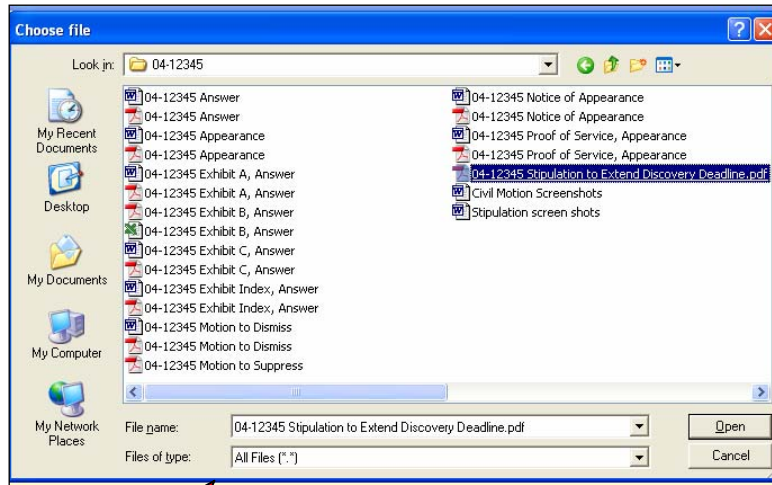 Choose file
Look in:
04-12345
My Recent
Documents
Desktop
My Documents
My Computer
My Network
Places
04-12345 Answer
04-12345 Answer
04-12345 Appearance
04-12345 Appearance
04-12345 Exhibit A, Answer
04-12345 Exhibit A, Answer
04-12345 Exhibit B, Answer
04-12345 Exhibit B, Answer
04-12345 Exhibit C, Answer
04-12345 Exhibit C, Answer
04-12345 Exhibit Index, Answer
04-12345 Exhibit Index, Answer
04-12345 Motion to Dismiss
04-12345 Motion to Dismiss
04-12345 Motion to Suppress
04-12345 Notice of Appearance
04-12345 Notice of Appearance
04-12345 Proof of Service, Appearance
04-12345 Proof of Service, Appearance
04-12345 Stipulation to Extend Discovery Deadline.pdf
Civil Motion Screenshots
Stipulation screen shots
File name:
04-12345 Stipulation to Extend Discovery Deadline.pdf
Open
Files of type:
All Files (*.*)
Cancel